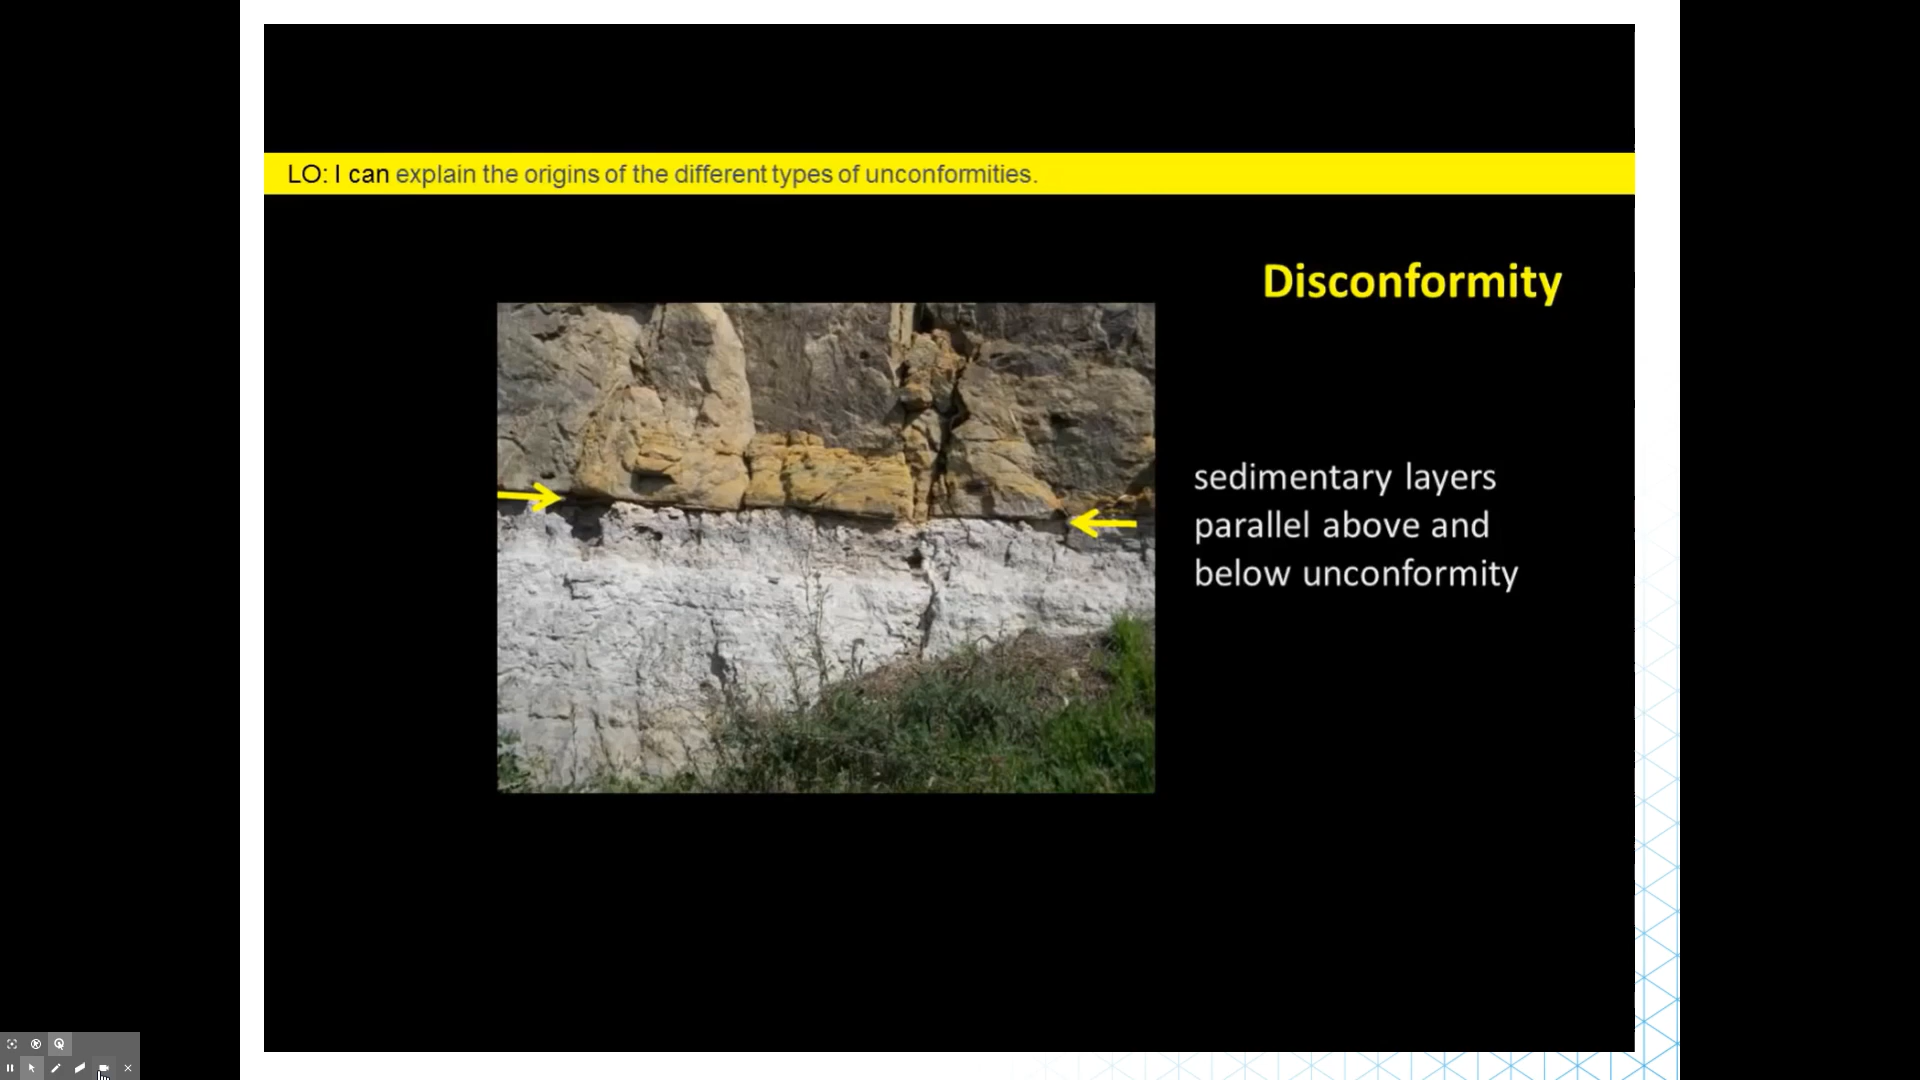 LO: I can explain the origins of the different types of unconformities.
Disconformity
sedimentary layers
parallel above and
below unconformity